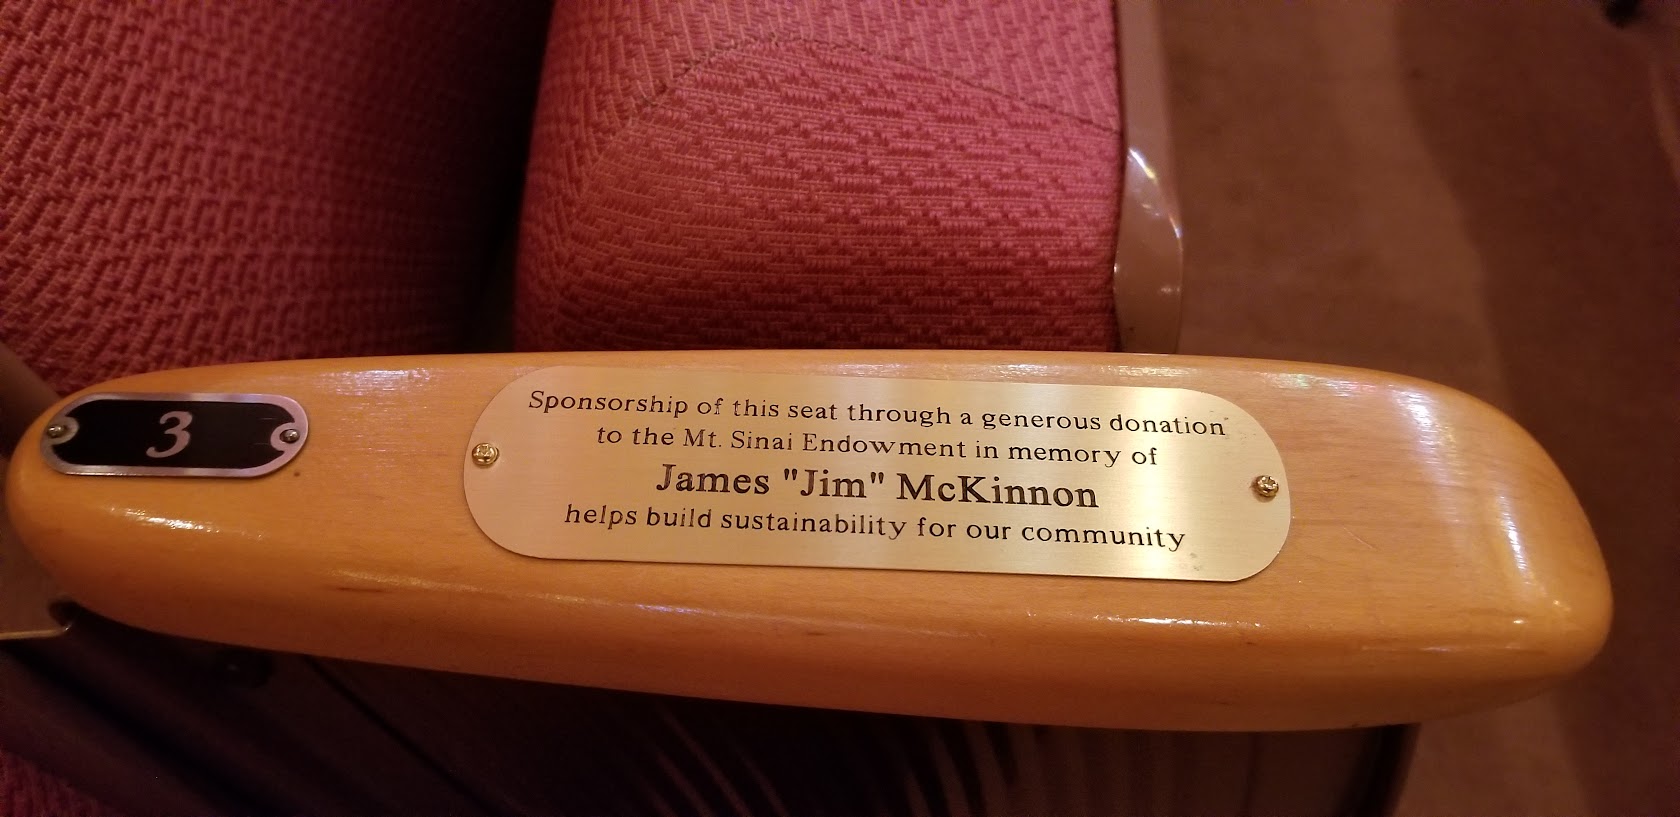 3
Sponsorship of this seat through a generous donation
to the Mt. Sinai Endowment in memory of
James "Jim" McKinnon
helps build sustainability for our community